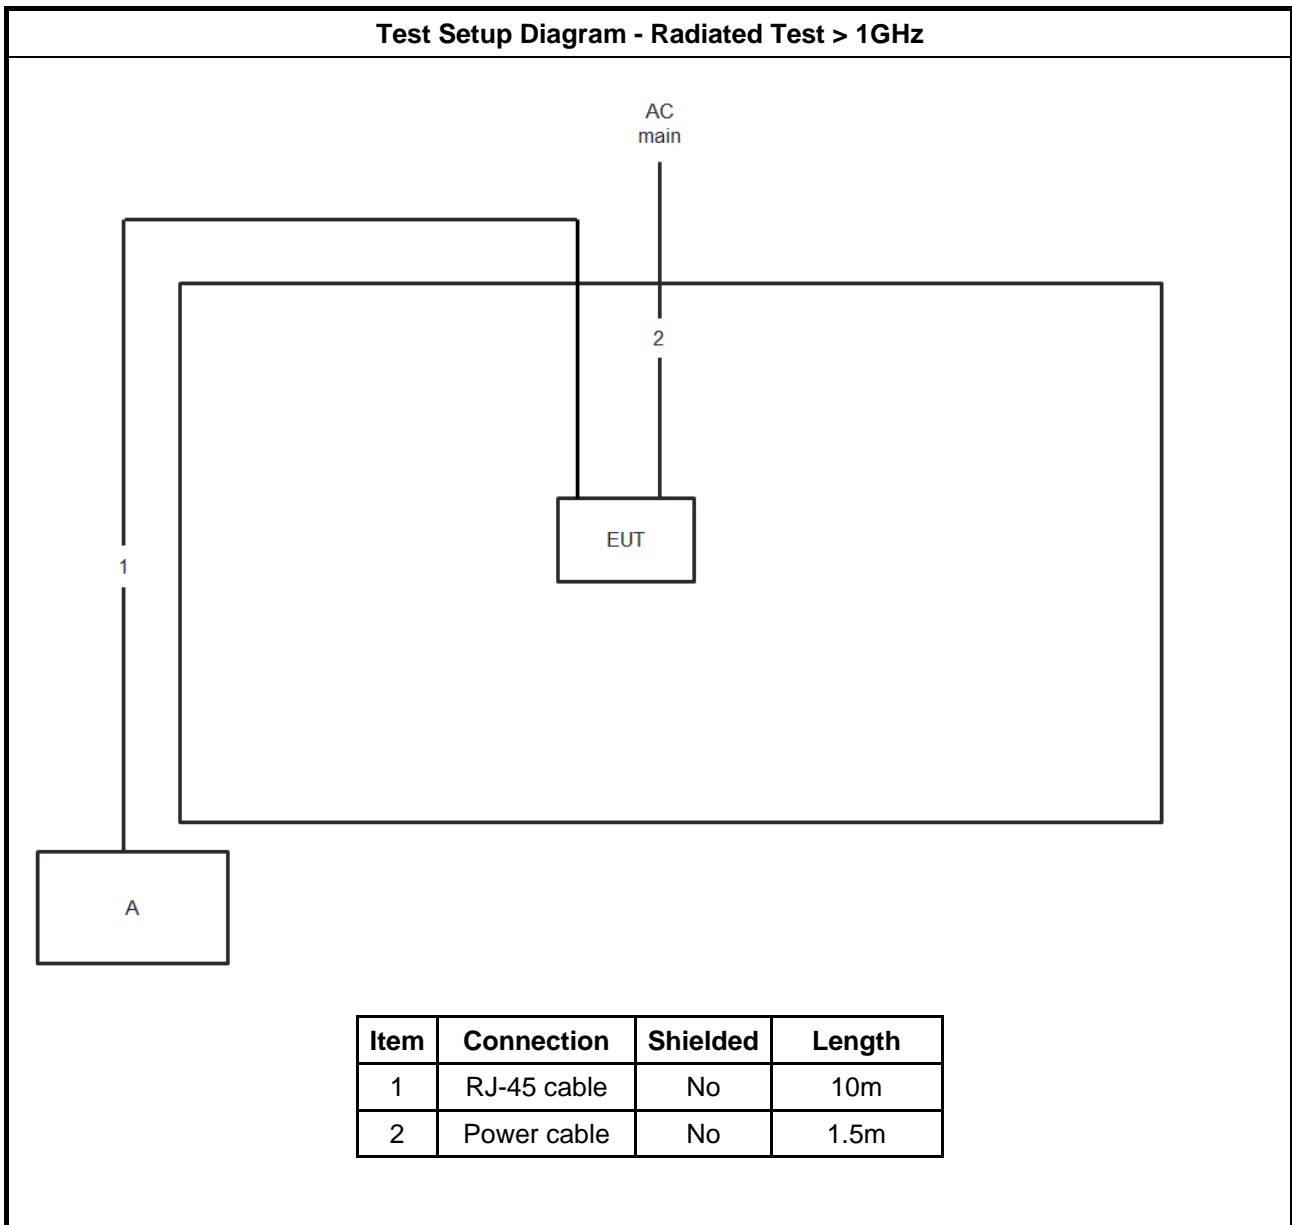 Test Setup Diagram - Radiated Test > 1GHz
AC
main
2
EUT
1
A
Item Connection Shielded Length
1 RJ-45 cable No 10m
2 Power cable No 1.5m